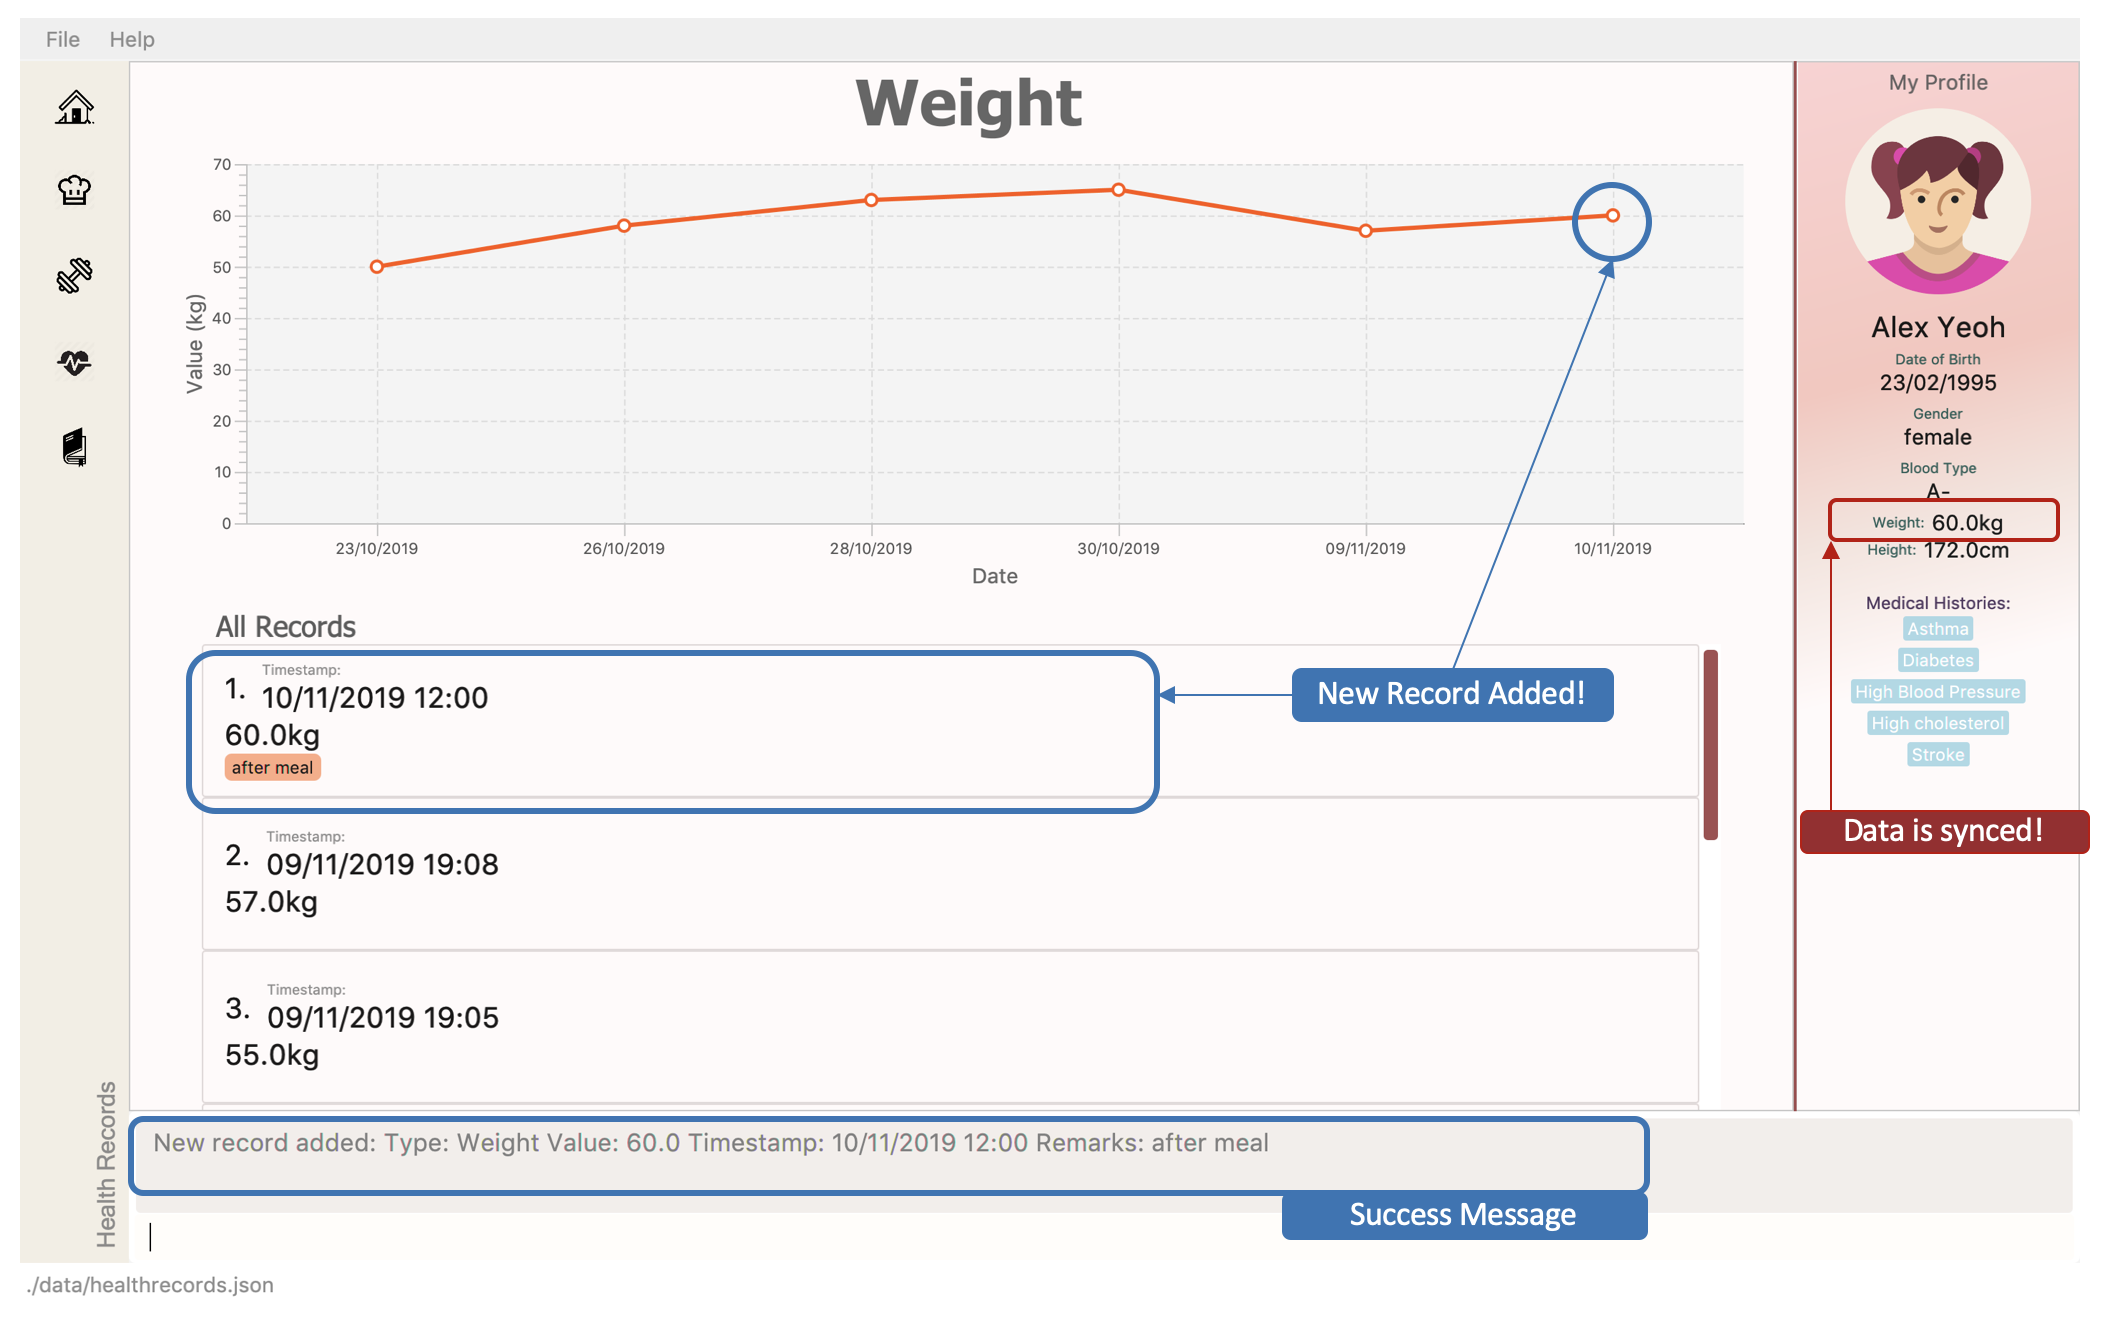 File Help
Weight
70
60
50
40
30
20
10
0
Value (kg)
23/10/2019 26/10/2019 28/10/2019 30/10/2019 09/11/2019 10/11/2019
Date
All Records
1. Timestamp:
10/11/2019 12:00
60.0kg
after meal
New Record Added!
2. Timestamp:
09/11/2019 19:08
57.0kg
3. Timestamp:
09/11/2019 19:05
55.0kg
My Profile
Alex Yeoh
Date of Birth
23/02/1995
Gender
female
Blood Type
A-
Weight: 60.0kg
Height: 172.0cm
Medical Histories:
Asthma
Diabetes
High Blood Pressure
High cholesterol
Stroke
Data is synced!
Health Records
New record added: Type: Weight Value: 60.0 Timestamp: 10/11/2019 12:00 Remarks: after meal
Success Message
./data/healthrecords.json